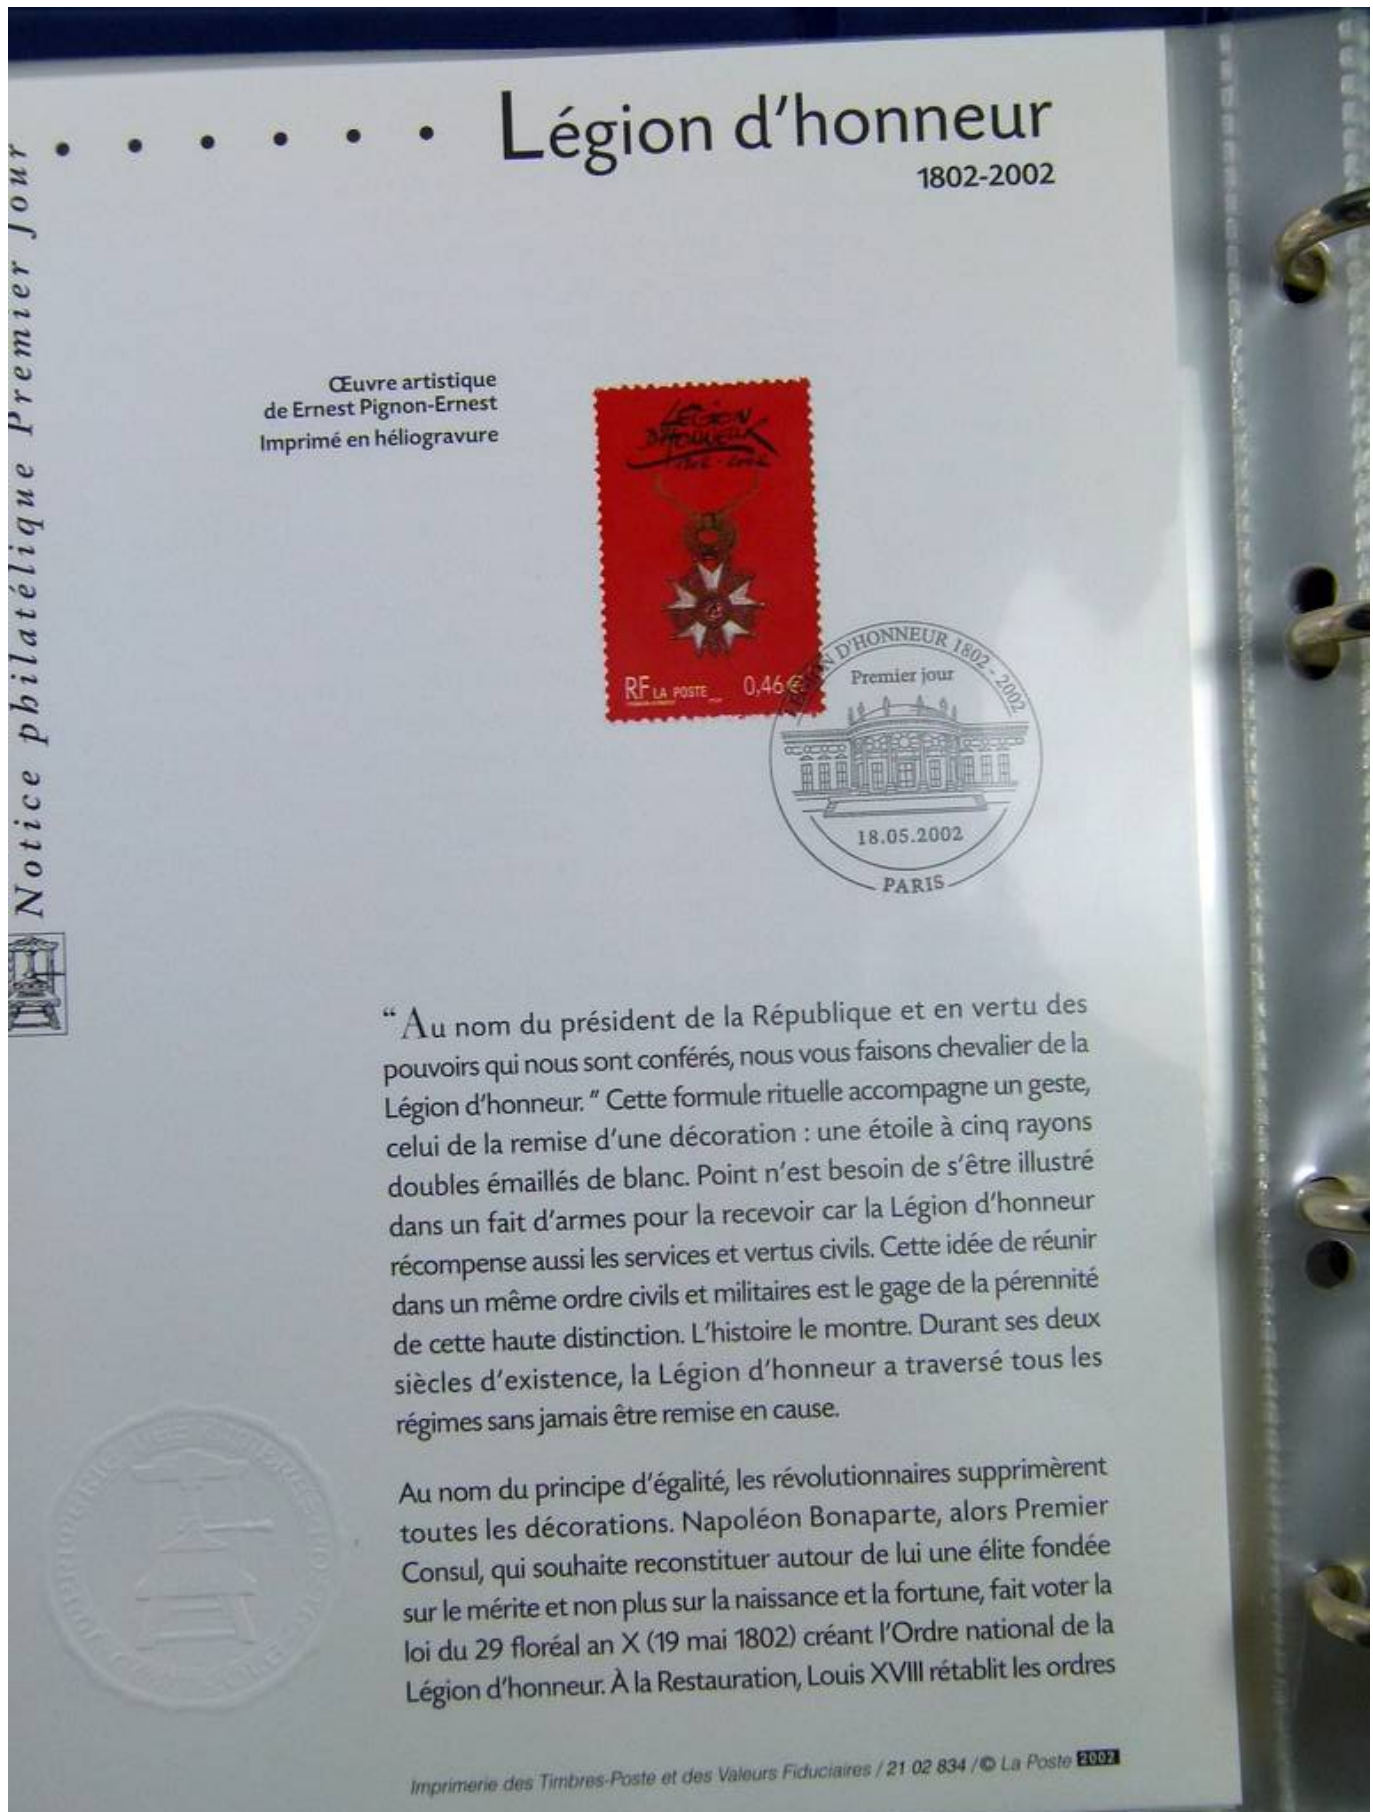 Légion d'honneur
1802-2002
Notice philatélique Premier Jour
Œuvre artistique
de Ernest Pignon-Ernest
Imprimé en héliogravure
LÉGION
D'HONNEUR
1802-2002
RF LA POSTE 0,46€
LÉGION D'HONNEUR 1802-2002
Premier jour
18.05.2002
PARIS
“Au nom du président de la République et en vertu des
pouvoirs qui nous sont conférés, nous vous faisons chevalier de la
Légion d'honneur. ” Cette formule rituelle accompagne un geste,
celui de la remise d'une décoration : une étoile à cinq rayons
doubles émaillés de blanc. Point n'est besoin de s'être illustré
dans un fait d'armes pour la recevoir car la Légion d'honneur
récompense aussi les services et vertus civils. Cette idée de réunir
dans un même ordre civils et militaires est le gage de la pérennité
de cette haute distinction. L'histoire le montre. Durant ses deux
siècles d'existence, la Légion d'honneur a traversé tous les
régimes sans jamais être remise en cause.
Au nom du principe d'égalité, les révolutionnaires supprimèrent
toutes les décorations. Napoléon Bonaparte, alors Premier
Consul, qui souhaite reconstituer autour de lui une élite fondée
sur le mérite et non plus sur la naissance et la fortune, fait voter la
loi du 29 floréal an X (19 mai 1802) créant l'Ordre national de la
Légion d'honneur. À la Restauration, Louis XVIII rétablit les ordres
Imprimerie des Timbres-Poste et des Valeurs Fiduciaires / 21 02 834 / © La Poste 2002